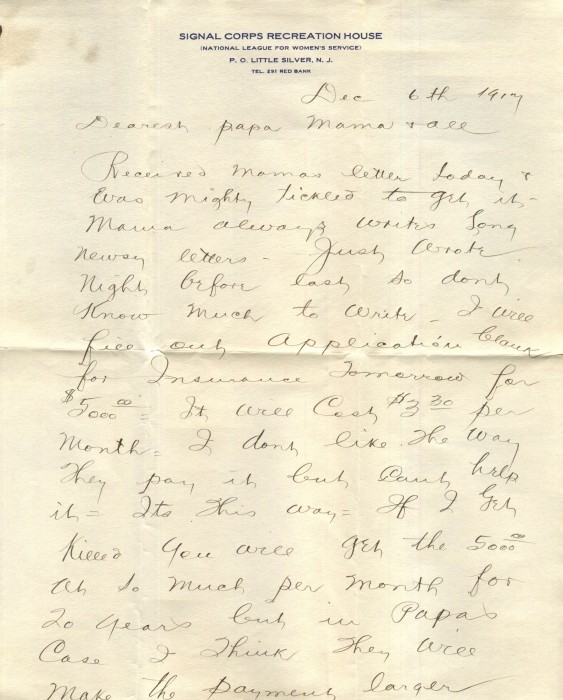 SIGNAL CORPS RECREATION HOUSE
(NATIONAL LEAGUE FOR WOMEN'S SERVICE)
P. O. LITTLE SILVER, N. J.
TEL. 291 RED BANK
Dec 6th 1917
Dearest papa Mama & all
Received Mamas letter today &
Was mighty tickled to get it -
Mama always writes long
newsy letters - Just Wrote
Night before last so dont
Know Much to Write - I will
fill out Application blank
for Insurance Tomorrow for
$5000.00 = It will Cost $3.30 per
Month = I dont like the Way
They pay it but Cant help
it = Its This way = If I Get
Killed You will get the 5000.00
At so Much per Month for
20 years but in Papas
Case I Think They Will
Make the payment larger